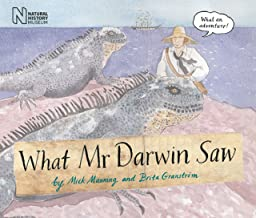 NATURAL
HISTORY
MUSEUM
What an
adventure!
What Mr Darwin Saw
by Mick Manning and Brita Granström